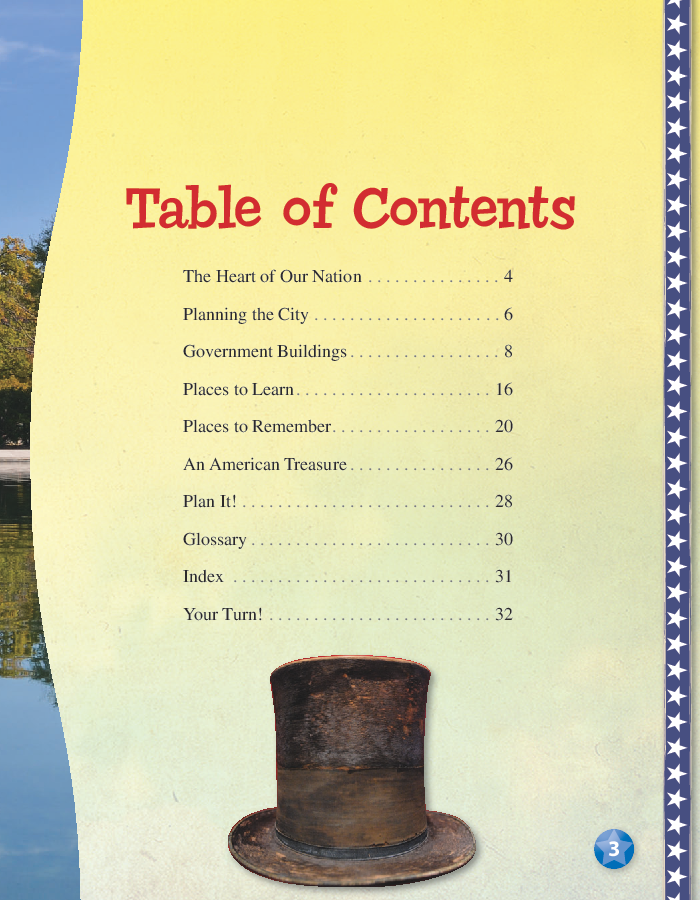 Table of Contents
The Heart of Our Nation . . . . . . . . . . . . . . . 4
Planning the City . . . . . . . . . . . . . . . . . . . . . 6
Government Buildings . . . . . . . . . . . . . . . . . 8
Places to Learn . . . . . . . . . . . . . . . . . . . . . . 16
Places to Remember . . . . . . . . . . . . . . . . . . 20
An American Treasure . . . . . . . . . . . . . . . . 26
Plan It! . . . . . . . . . . . . . . . . . . . . . . . . . . . . 28
Glossary . . . . . . . . . . . . . . . . . . . . . . . . . . . 30
Index . . . . . . . . . . . . . . . . . . . . . . . . . . . . . 31
Your Turn! . . . . . . . . . . . . . . . . . . . . . . . . . 32
3